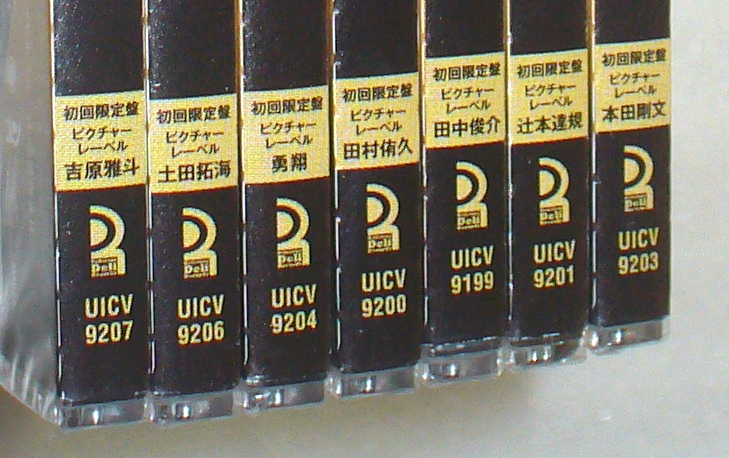 初回限定盤
ピクチャー
レーベル
吉原雅斗
Deli
UICV
9207
初回限定盤
ピクチャー
レーベル
土田拓海
Deli
UICV
9206
初回限定盤
ピクチャー
レーベル
勇翔
Deli
UICV
9204
初回限定盤
ピクチャー
レーベル
田村侑久
Deli
UICV
9200
初回限定盤
ピクチャー
レーベル
田中俊介
Deli
UICV
9199
初回限定盤
ピクチャー
レーベル
辻本達規
Deli
UICV
9201
初回限定盤
ピクチャー
レーベル
本田剛文
Deli
UICV
9203